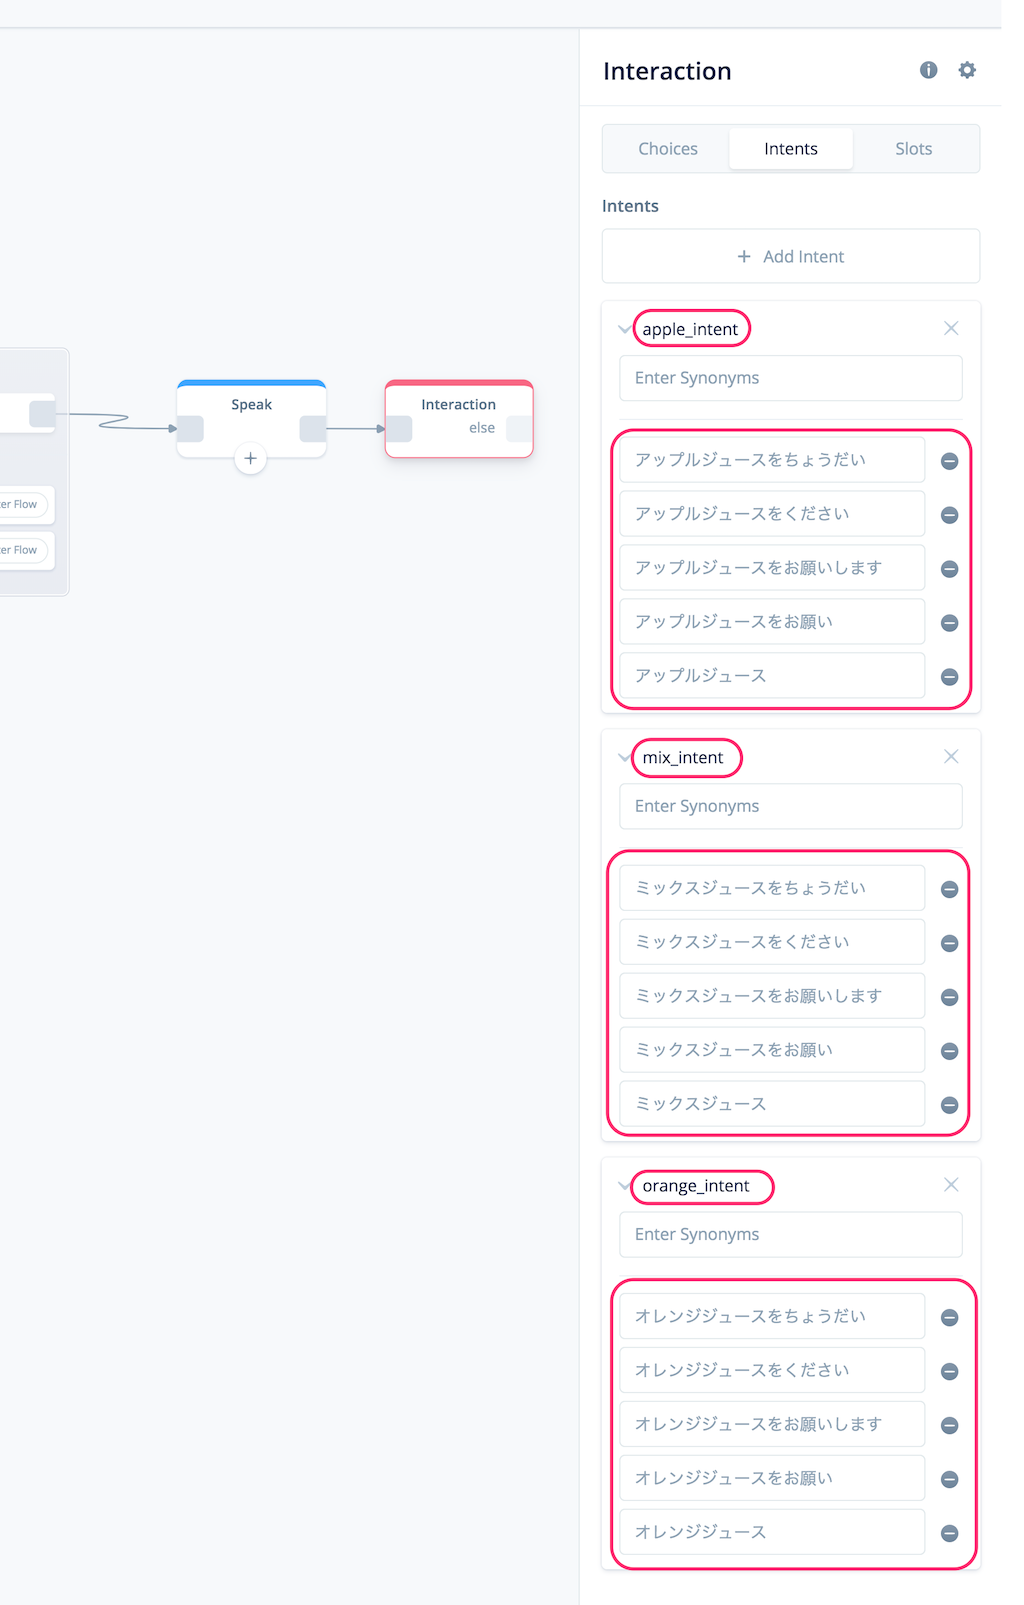 Interaction
Choices
Intents
Slots
Intents
+ Add Intent
apple_intent
Enter Synonyms
アップルジュースをちょうだい
アップルジュースをください
アップルジュースをお願いします
アップルジュースをお願い
アップルジュース
mix_intent
Enter Synonyms
ミックスジュースをちょうだい
ミックスジュースをください
ミックスジュースをお願いします
ミックスジュースをお願い
ミックスジュース
orange_intent
Enter Synonyms
オレンジジュースをちょうだい
オレンジジュースをください
オレンジジュースをお願いします
オレンジジュースをお願い
オレンジジュース
Speak
Interaction
else
er Flow
er Flow